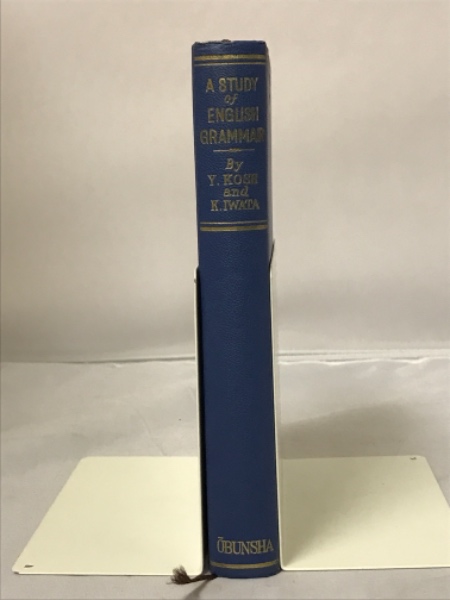 A STUDY
of
ENGLISH
GRAMMAR
By
Y. KOSE
and
K. IWATA
ŌBUNSHA